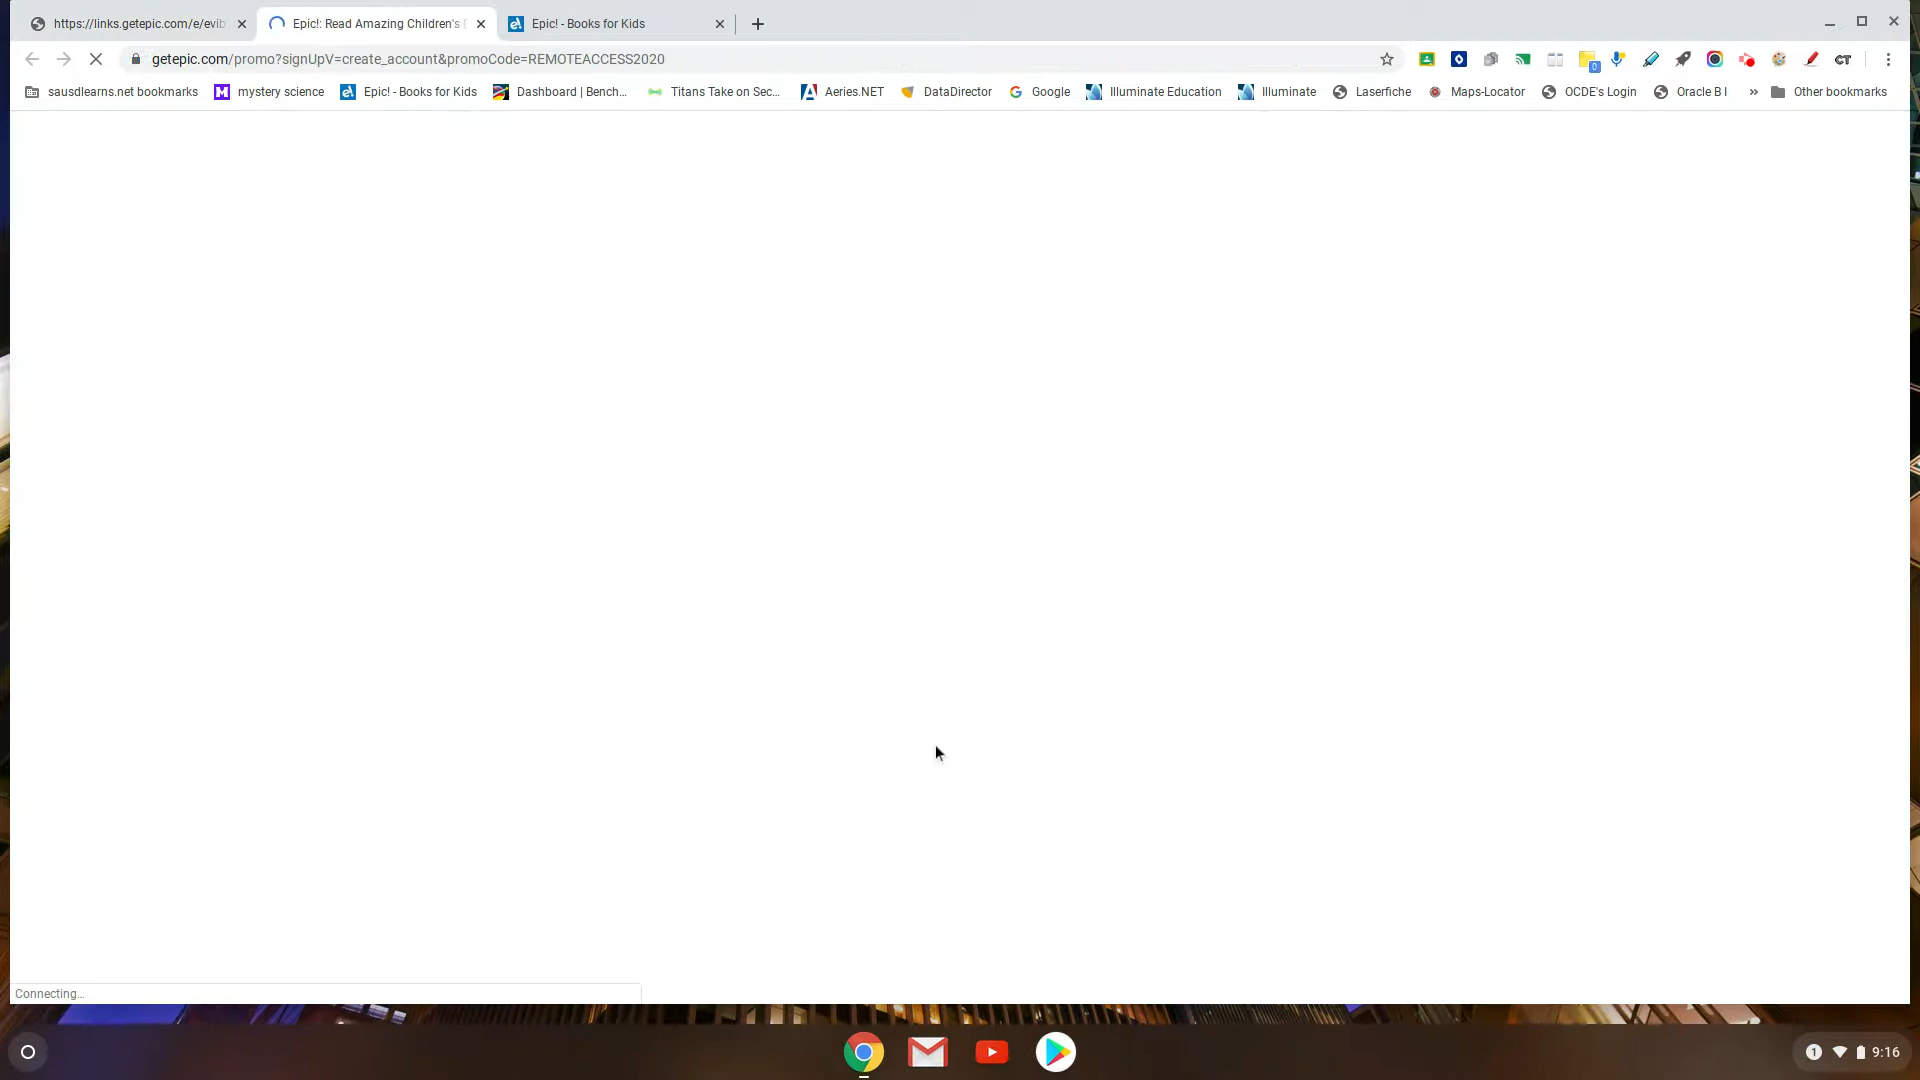 https://links.getepic.com/e/evib
Epic!: Read Amazing Children's E
Epic! - Books for Kids
getepic.com/promo?signUpV=create_account&promoCode=REMOTEACCESS2020
sausdlearns.net bookmarks
mystery science
Epic! - Books for Kids
Dashboard | Bench...
Titans Take on Sec...
Aeries.NET
DataDirector
Google
Illuminate Education
Illuminate
Laserfiche
Maps-Locator
OCDE's Login
Oracle B I
»
Other bookmarks
0
CT
Connecting...
1
9:16